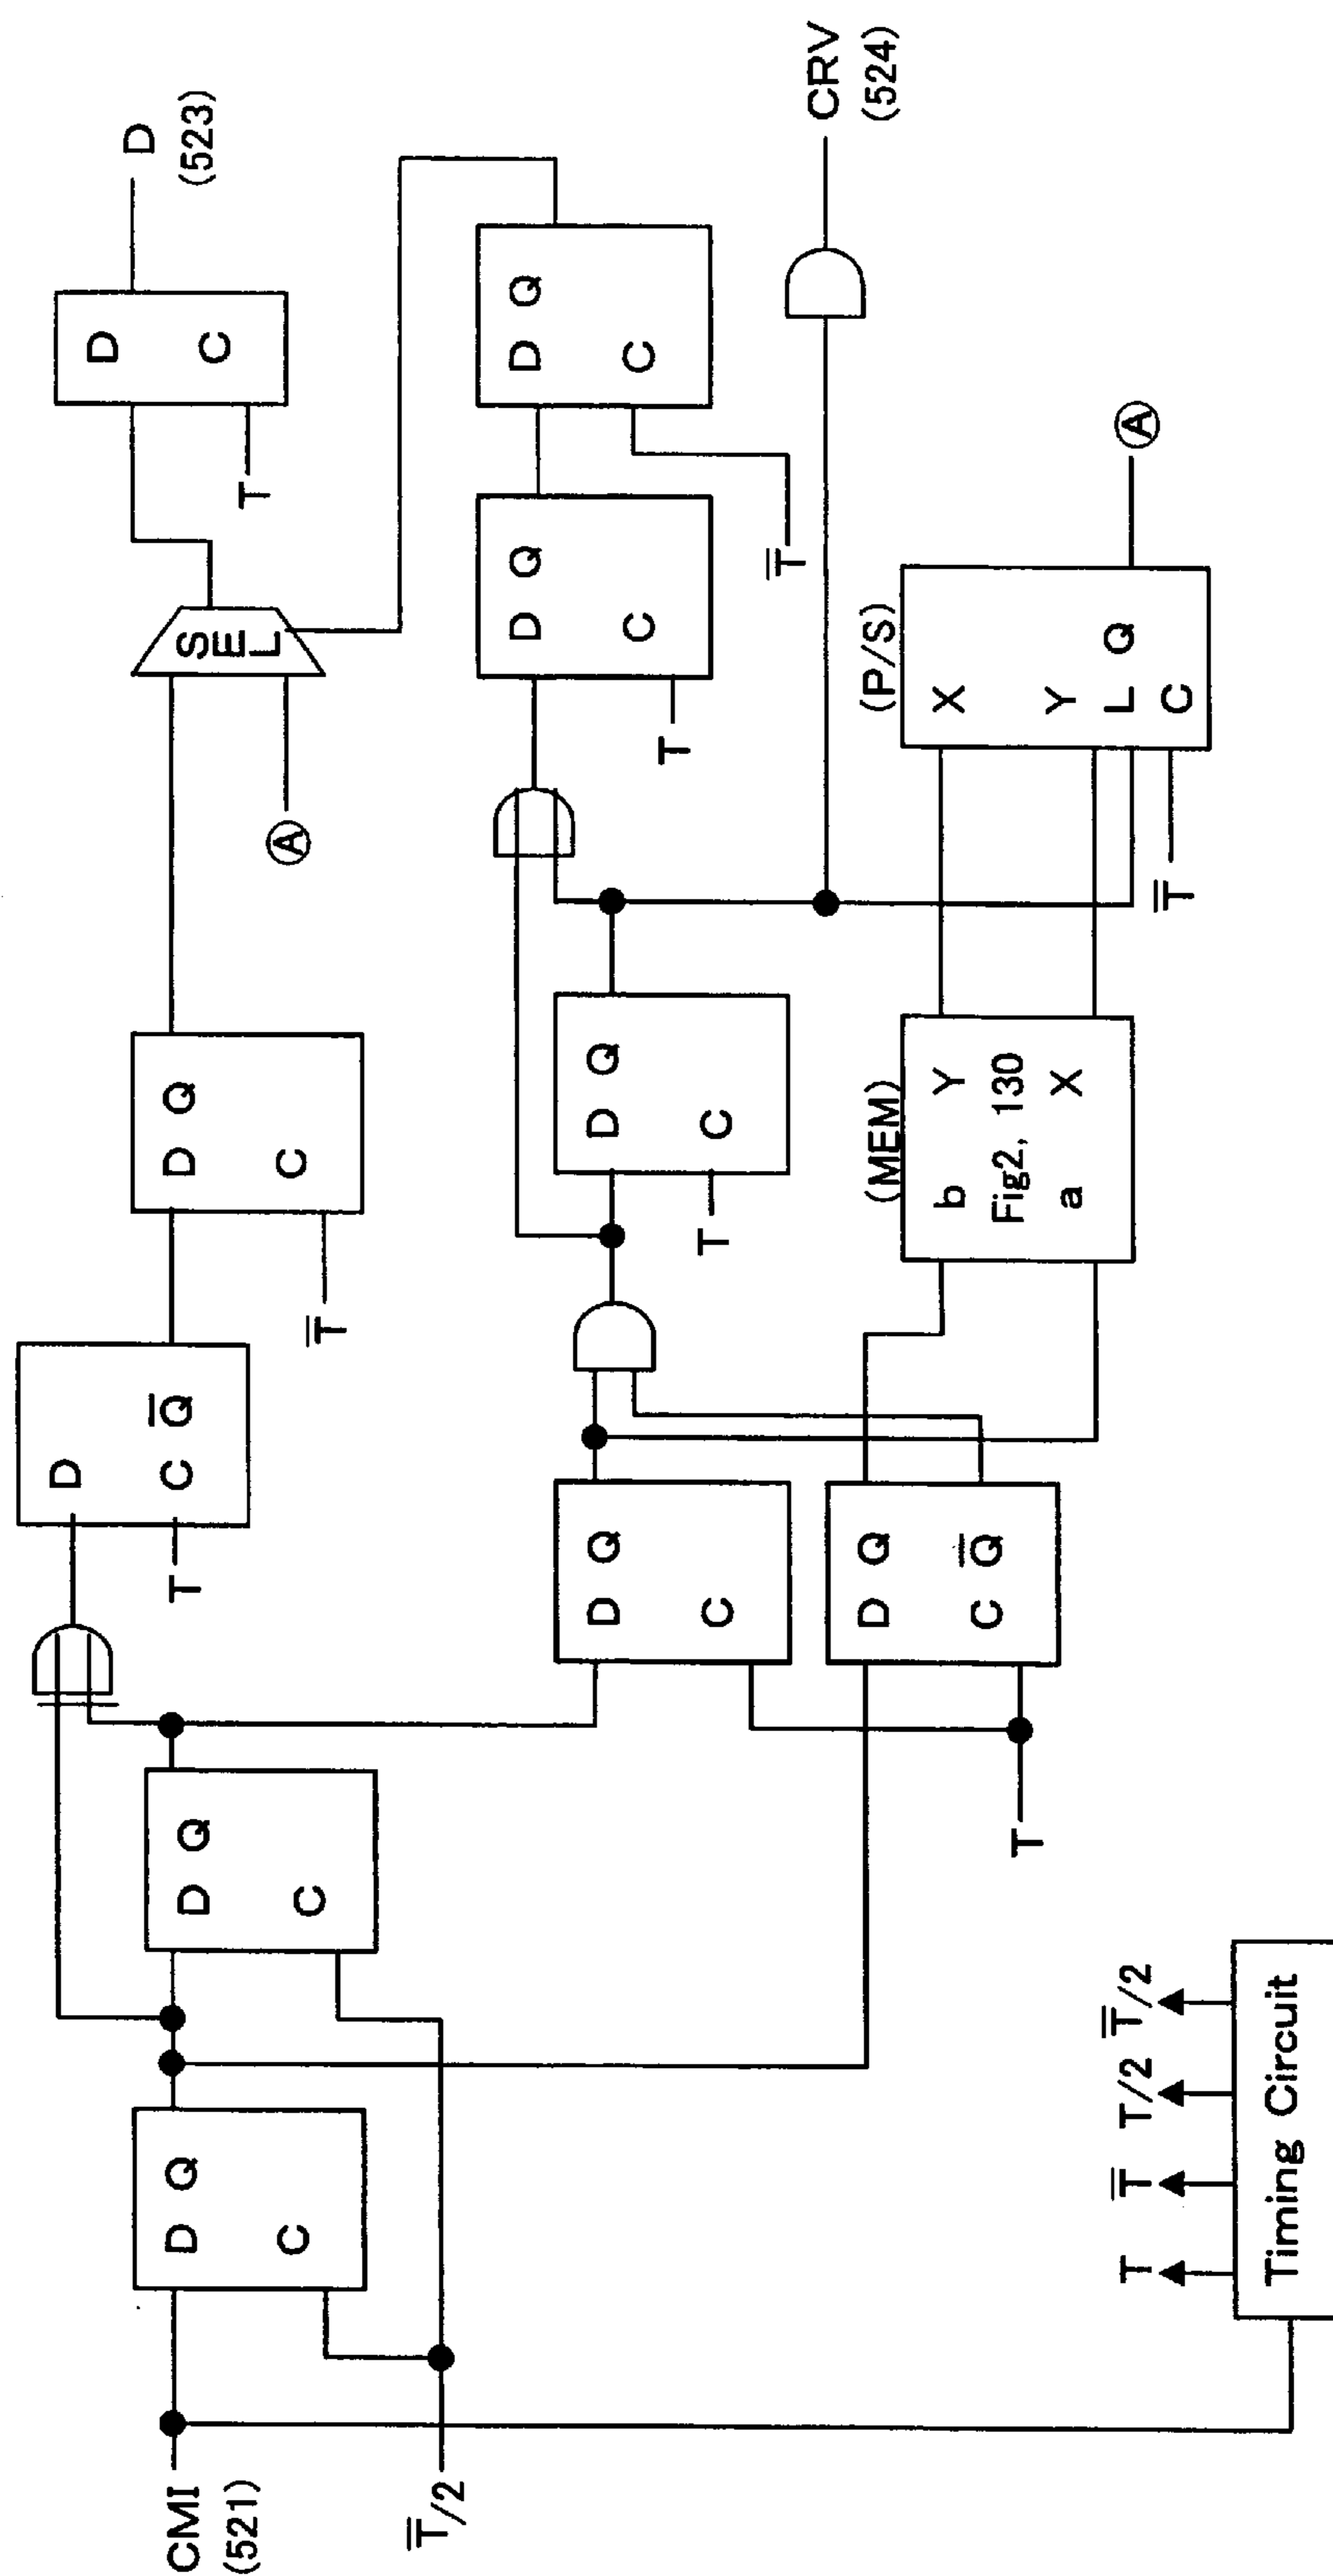 CMI
(521)
T̅/2
D Q
C
D Q
C
D
C Q̅
T
D Q
C
T̅
SEL
Ⓐ
D
C
T
D
(523)
D Q
C
D Q
C Q̅
T
D Q
C
T
D Q
C
T
D Q
C
T̅
CRV
(524)
(MEM)
b Y
Fig2, 130
a X
(P/S)
X
Y
L Q
C
T̅
Ⓐ
T T̅ T/2 T̅/2
Timing Circuit